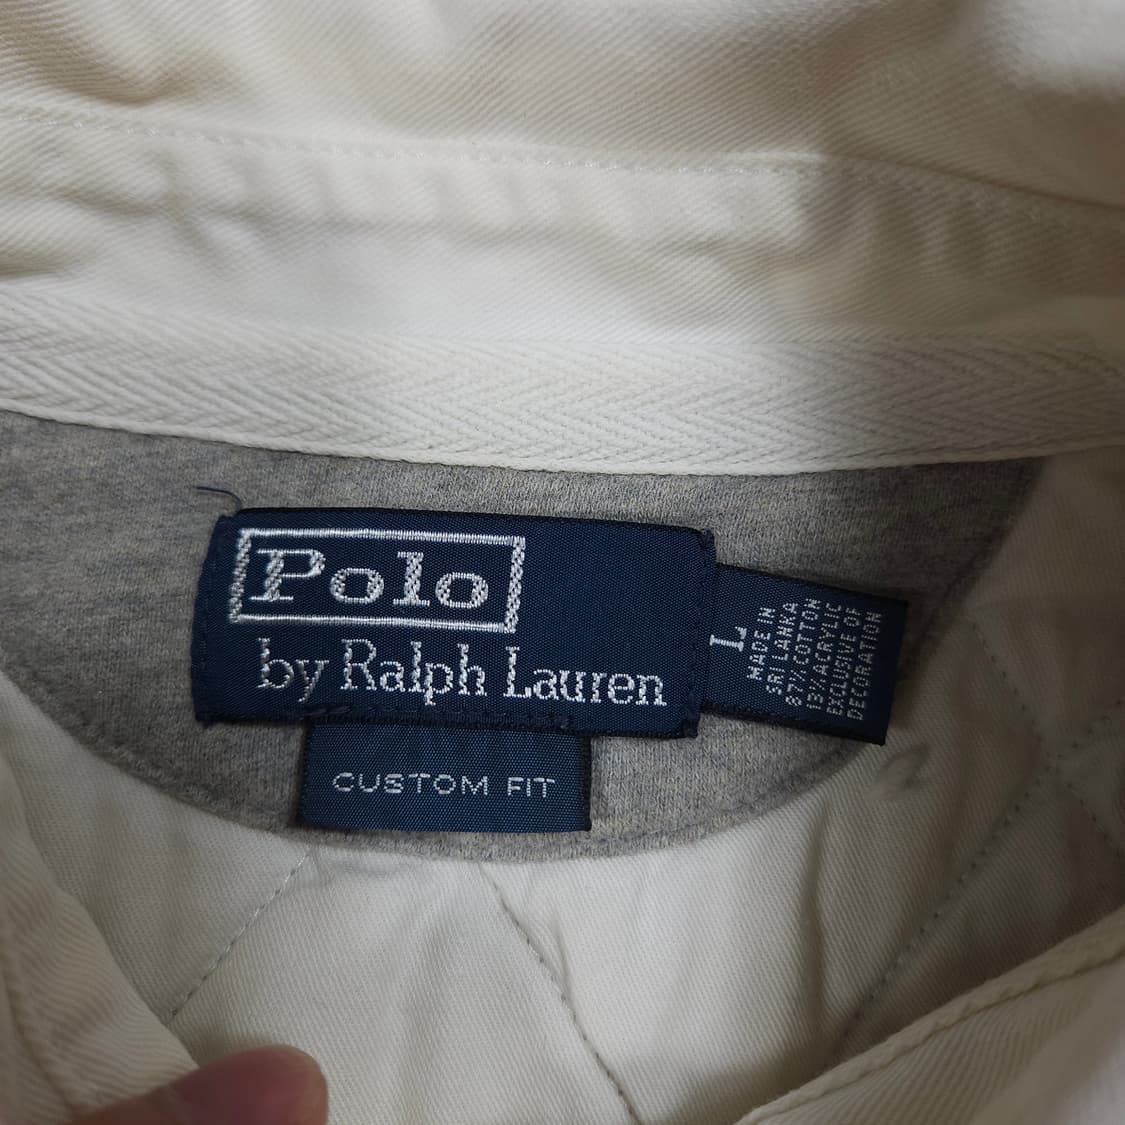 Polo
by Ralph Lauren
CUSTOM FIT
L
MADE IN
SRI LANKA
87% COTTON
13% ACRYLIC
EXCLUSIVE OF
DECORATION